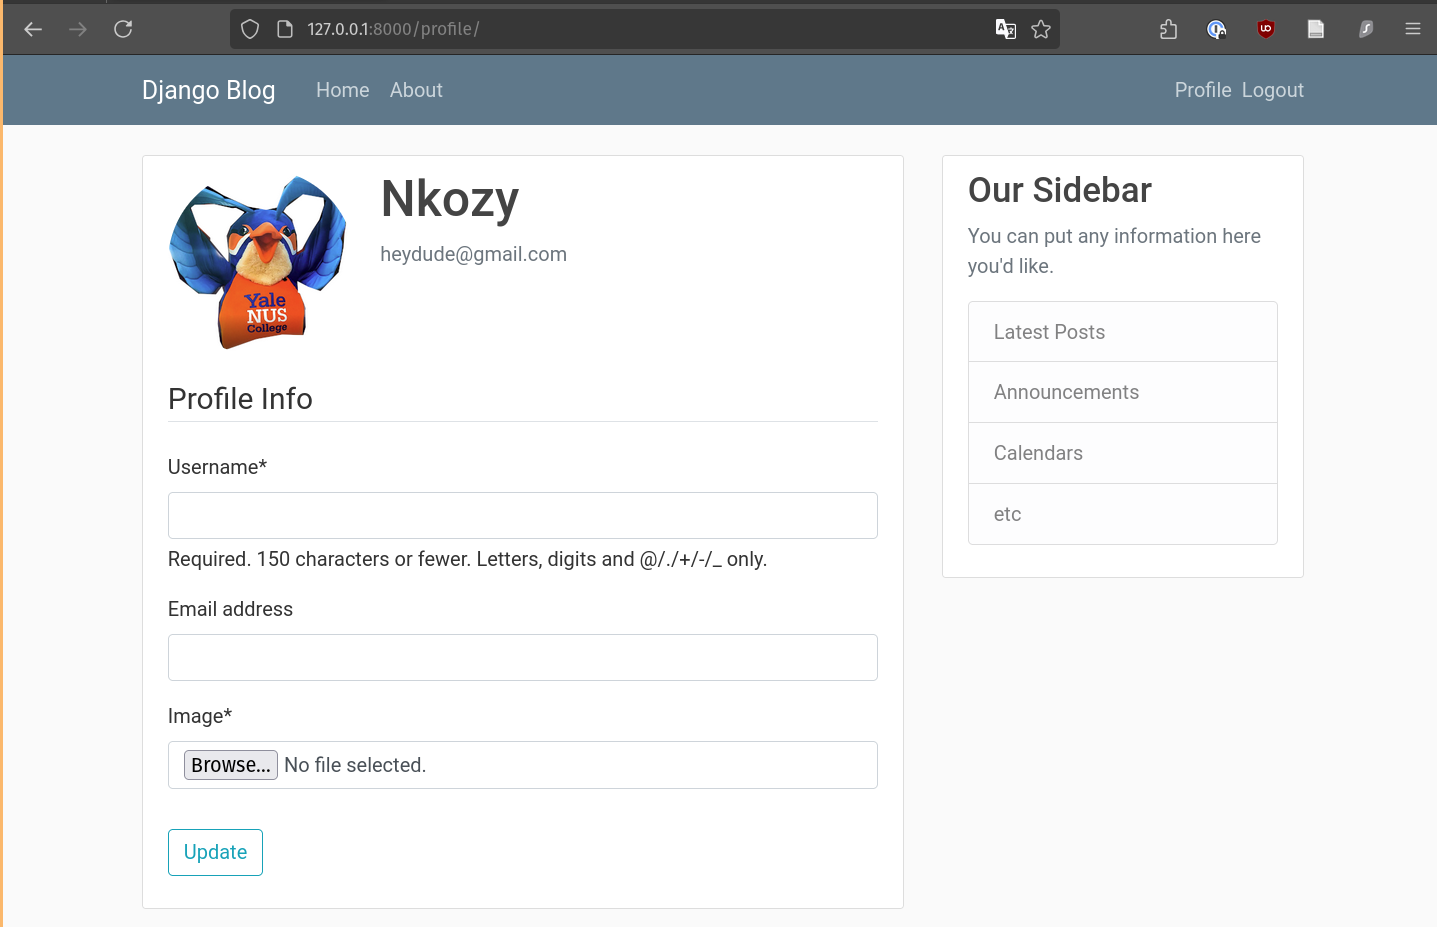 127.0.0.1:8000/profile/
Django Blog Home About Profile Logout
Nkozy
heydude@gmail.com
Yale
NUS
College
Profile Info
Username*
Required. 150 characters or fewer. Letters, digits and @/./+/-/_ only.
Email address
Image*
Browse... No file selected.
Update
Our Sidebar
You can put any information here
you'd like.
Latest Posts
Announcements
Calendars
etc